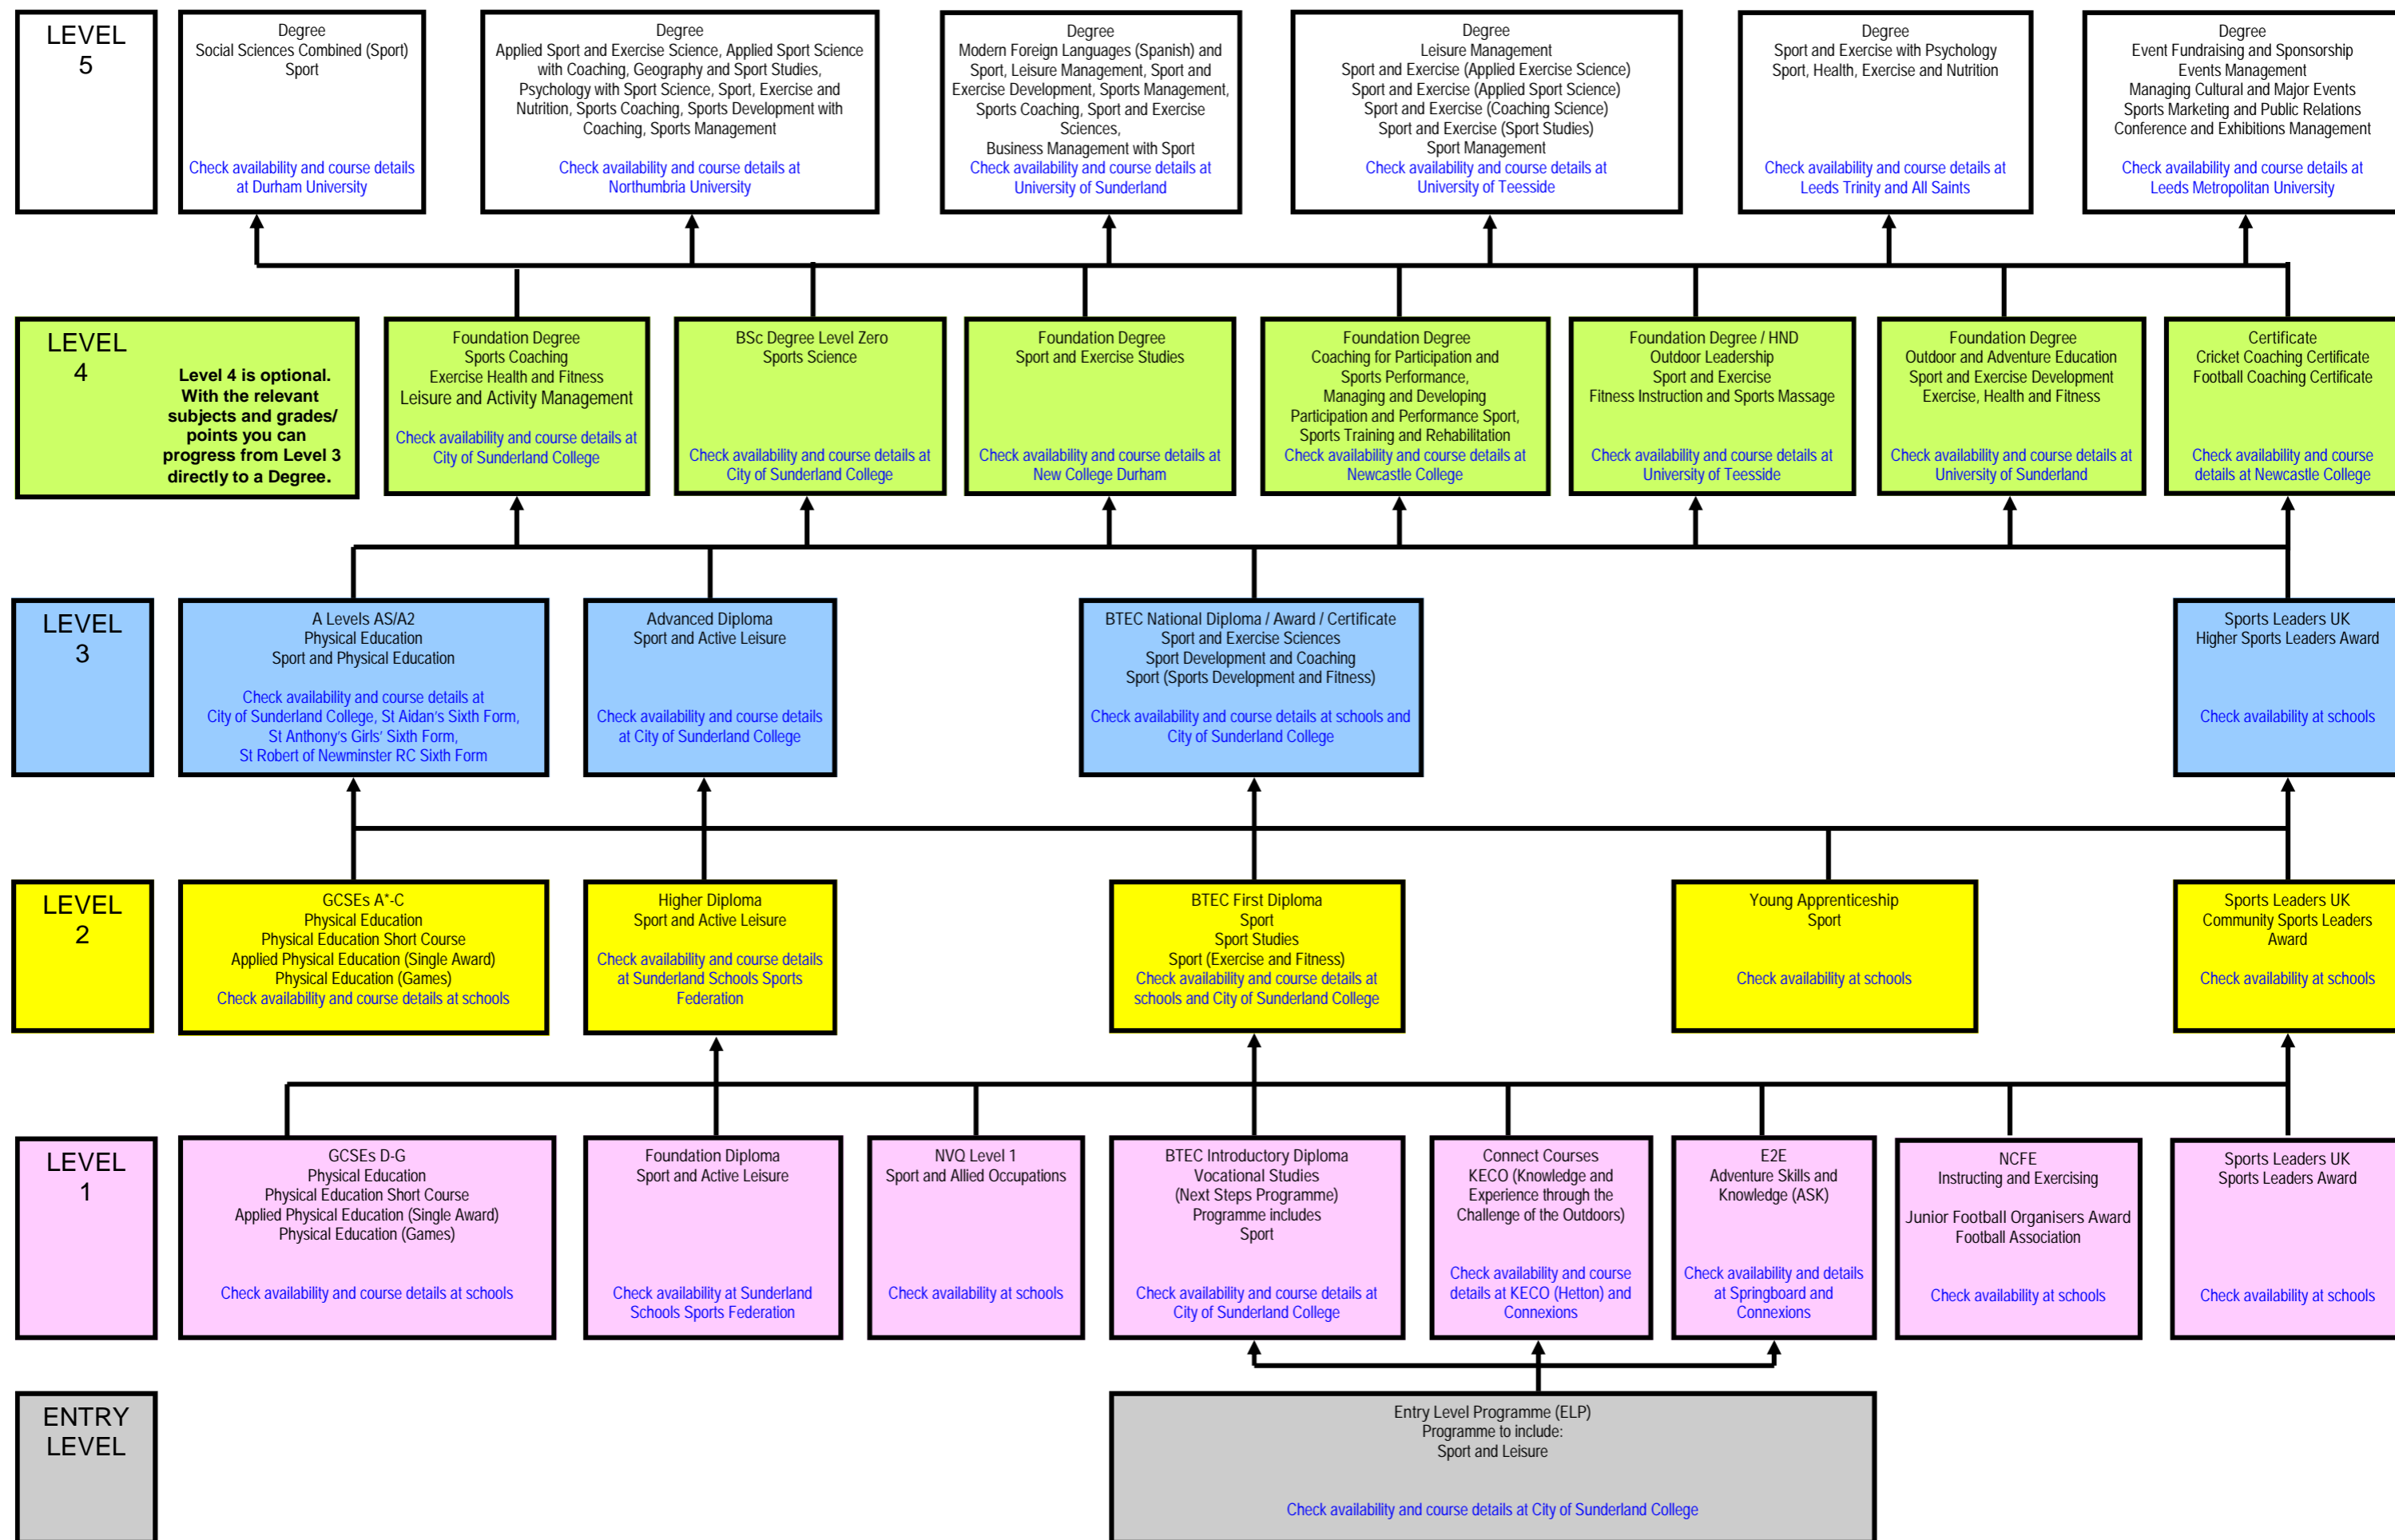 LEVEL
5
Degree
Social Sciences Combined (Sport)
Sport
Check availability and course details
at Durham University
Degree
Applied Sport and Exercise Science, Applied Sport Science
with Coaching, Geography and Sport Studies,
Psychology with Sport Science, Sport, Exercise and
Nutrition, Sports Coaching, Sports Development with
Coaching, Sports Management
Check availability and course details at
Northumbria University
Degree
Modern Foreign Languages (Spanish) and
Sport, Leisure Management, Sport and
Exercise Development, Sports Management,
Sports Coaching, Sport and Exercise
Sciences,
Business Management with Sport
Check availability and course details at
University of Sunderland
Degree
Leisure Management
Sport and Exercise (Applied Exercise Science)
Sport and Exercise (Applied Sport Science)
Sport and Exercise (Coaching Science)
Sport and Exercise (Sport Studies)
Sport Management
Check availability and course details at
University of Teesside
Degree
Sport and Exercise with Psychology
Sport, Health, Exercise and Nutrition
Check availability and course details at
Leeds Trinity and All Saints
Degree
Event Fundraising and Sponsorship
Events Management
Managing Cultural and Major Events
Sports Marketing and Public Relations
Conference and Exhibitions Management
Check availability and course details at
Leeds Metropolitan University
LEVEL
4
Level 4 is optional.
With the relevant
subjects and grades/
points you can
progress from Level 3
directly to a Degree.
Foundation Degree
Sports Coaching
Exercise Health and Fitness
Leisure and Activity Management
Check availability and course details at
City of Sunderland College
BSc Degree Level Zero
Sports Science
Check availability and course details at
City of Sunderland College
Foundation Degree
Sport and Exercise Studies
Check availability and course details at
New College Durham
Foundation Degree
Coaching for Participation and
Sports Performance,
Managing and Developing
Participation and Performance Sport,
Sports Training and Rehabilitation
Check availability and course details at
Newcastle College
Foundation Degree / HND
Outdoor Leadership
Sport and Exercise
Fitness Instruction and Sports Massage
Check availability and course details at
University of Teesside
Foundation Degree
Outdoor and Adventure Education
Sport and Exercise Development
Exercise, Health and Fitness
Check availability and course details at
University of Sunderland
Certificate
Cricket Coaching Certificate
Football Coaching Certificate
Check availability and course
details at Newcastle College
LEVEL
3
A Levels AS/A2
Physical Education
Sport and Physical Education
Check availability and course details at
City of Sunderland College, St Aidan's Sixth Form,
St Anthony's Girls' Sixth Form,
St Robert of Newminster RC Sixth Form
Advanced Diploma
Sport and Active Leisure
Check availability and course details
at City of Sunderland College
BTEC National Diploma / Award / Certificate
Sport and Exercise Sciences
Sport Development and Coaching
Sport (Sports Development and Fitness)
Check availability and course details at schools and
City of Sunderland College
Sports Leaders UK
Higher Sports Leaders Award
Check availability at schools
LEVEL
2
GCSEs A*-C
Physical Education
Physical Education Short Course
Applied Physical Education (Single Award)
Physical Education (Games)
Check availability and course details at schools
Higher Diploma
Sport and Active Leisure
Check availability and course details
at Sunderland Schools Sports
Federation
BTEC First Diploma
Sport
Sport Studies
Sport (Exercise and Fitness)
Check availability and course details at
schools and City of Sunderland College
Young Apprenticeship
Sport
Check availability at schools
Sports Leaders UK
Community Sports Leaders
Award
Check availability at schools
LEVEL
1
GCSEs D-G
Physical Education
Physical Education Short Course
Applied Physical Education (Single Award)
Physical Education (Games)
Check availability and course details at schools
Foundation Diploma
Sport and Active Leisure
Check availability at Sunderland
Schools Sports Federation
NVQ Level 1
Sport and Allied Occupations
Check availability at schools
BTEC Introductory Diploma
Vocational Studies
(Next Steps Programme)
Programme includes
Sport
Check availability and course details at
City of Sunderland College
Connect Courses
KECO (Knowledge and
Experience through the
Challenge of the Outdoors)
Check availability and course
details at KECO (Hetton) and
Connexions
E2E
Adventure Skills and
Knowledge (ASK)
Check availability and details
at Springboard and
Connexions
NCFE
Instructing and Exercising
Junior Football Organisers Award
Football Association
Check availability at schools
Sports Leaders UK
Sports Leaders Award
Check availability at schools
ENTRY
LEVEL
Entry Level Programme (ELP)
Programme to include:
Sport and Leisure
Check availability and course details at City of Sunderland College